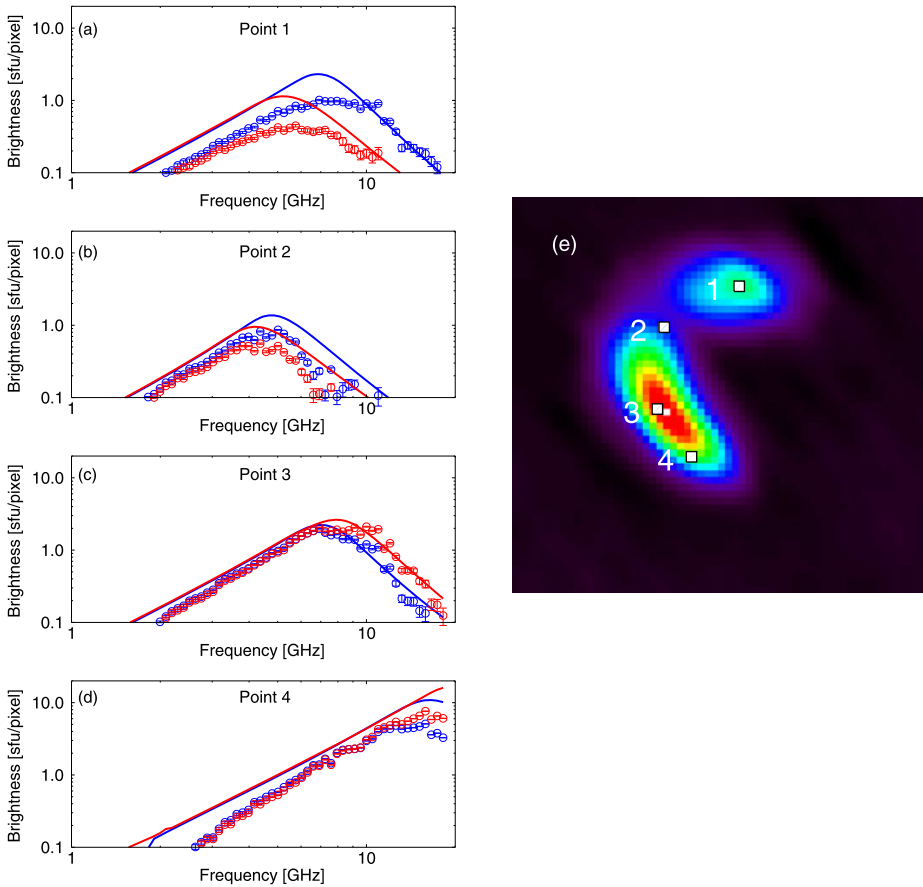 (a) Point 1
Brightness [sfu/pixel]
10.0
1.0
0.1
1 10
Frequency [GHz]
(b) Point 2
Brightness [sfu/pixel]
10.0
1.0
0.1
1 10
Frequency [GHz]
(c) Point 3
Brightness [sfu/pixel]
10.0
1.0
0.1
1 10
Frequency [GHz]
(d) Point 4
Brightness [sfu/pixel]
10.0
1.0
0.1
1 10
Frequency [GHz]
(e)
1
2
3
4